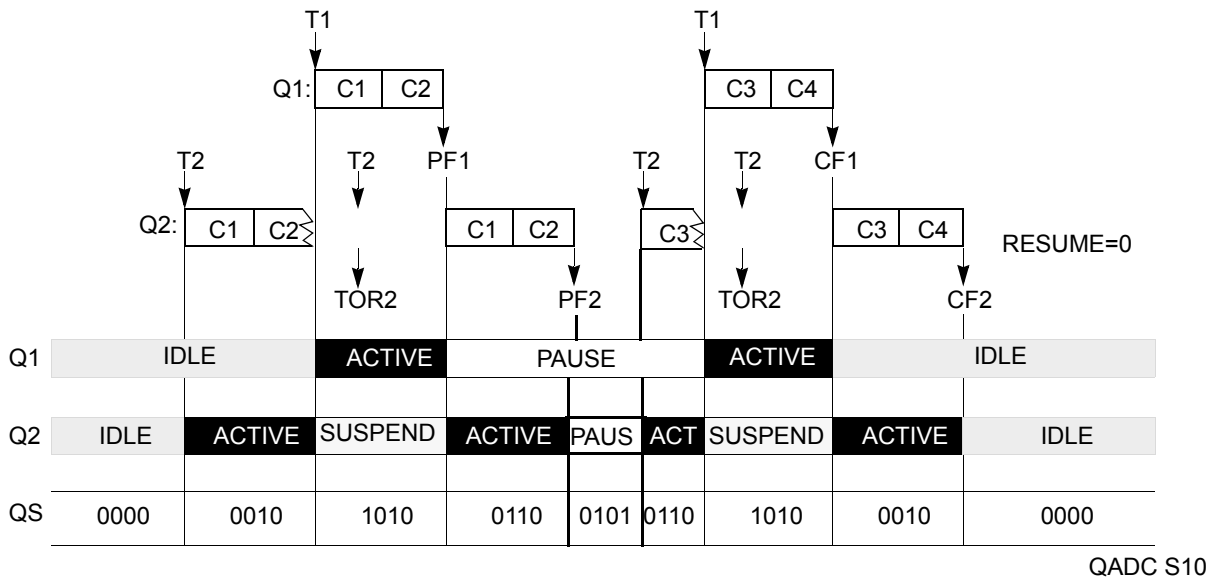 T1 T1
Q1: C1 C2 C3 C4
T2 T2 PF1 T2 T2 CF1
Q2: C1 C2 C1 C2 C3 C3 C4 RESUME=0
TOR2 PF2 TOR2 CF2
Q1 IDLE ACTIVE PAUSE ACTIVE IDLE
Q2 IDLE ACTIVE SUSPEND ACTIVE PAUS ACT SUSPEND ACTIVE IDLE
QS 0000 0010 1010 0110 0101 0110 1010 0010 0000
QADC S10